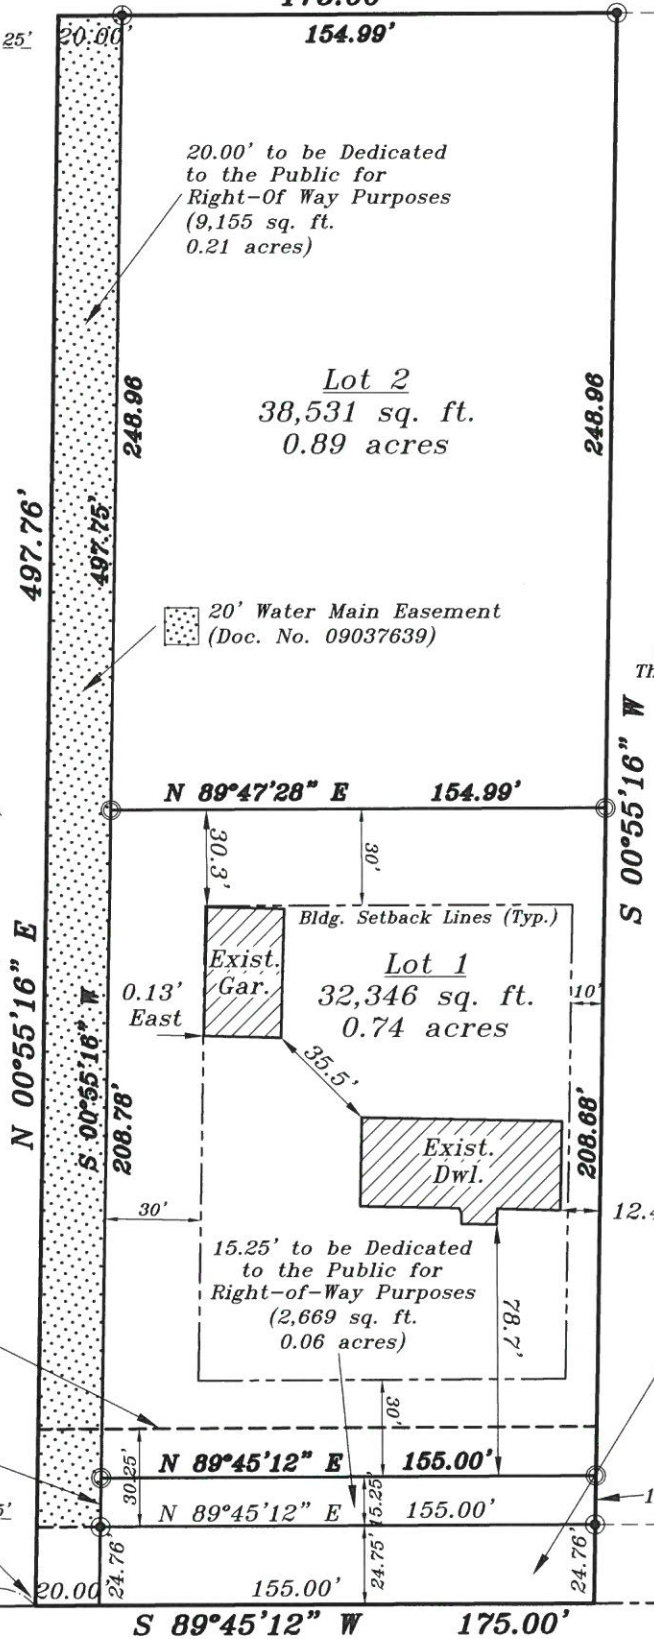 25'
20.00'
154.99'
20.00' to be Dedicated
to the Public for
Right-Of Way Purposes
(9,155 sq. ft.
0.21 acres)
Lot 2
38,531 sq. ft.
0.89 acres
248.96
248.96
497.76'
497.75'
20' Water Main Easement
(Doc. No. 09037639)
Th
S 00°55'16" W
N 89°47'28" E
154.99'
30.3'
30'
Bldg. Setback Lines (Typ.)
Exist.
Gar.
Lot 1
32,346 sq. ft.
0.74 acres
10'
0.13'
East
N 00°55'16" E
S 00°55'16" W
208.78'
35.5'
208.68'
Exist.
Dwl.
30'
12.4
15.25' to be Dedicated
to the Public for
Right-of-Way Purposes
(2,669 sq. ft.
0.06 acres)
78.7'
30'
30.25'
N 89°45'12" E
155.00'
15.25'
N 89°45'12" E
155.00'
1
24.76'
24.75'
24.76'
20.00
155.00'
S 89°45'12" W
175.00'